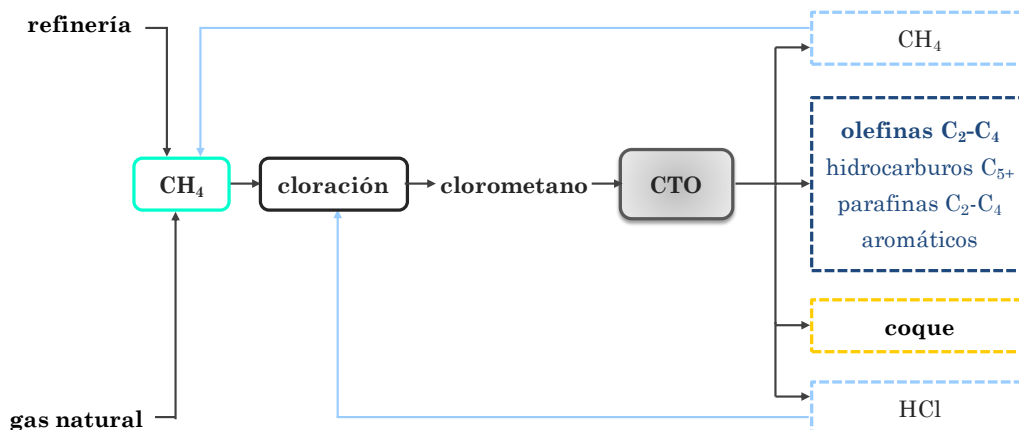 refinería
CH₄
CH₄
cloración
clorometano
CTO
olefinas C₂-C₄
hidrocarburos C₅₊
parafinas C₂-C₄
aromáticos
coque
gas natural
HCl